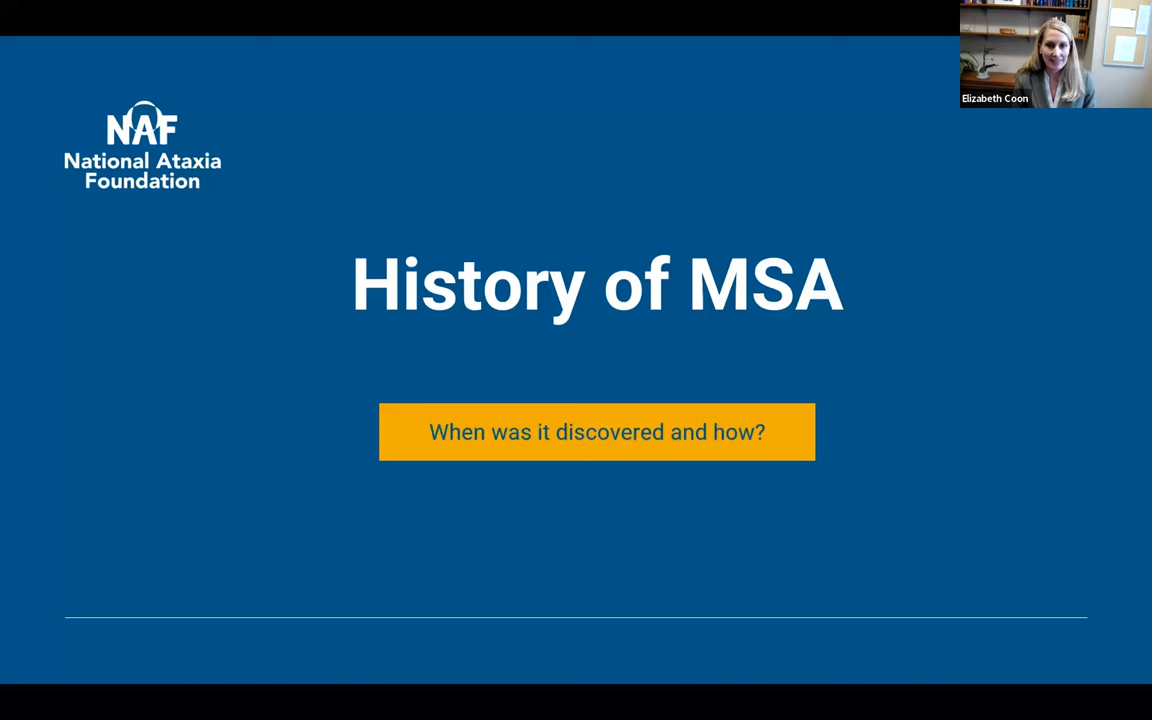 Elizabeth Coon
NAF
National Ataxia
Foundation
History of MSA
When was it discovered and how?